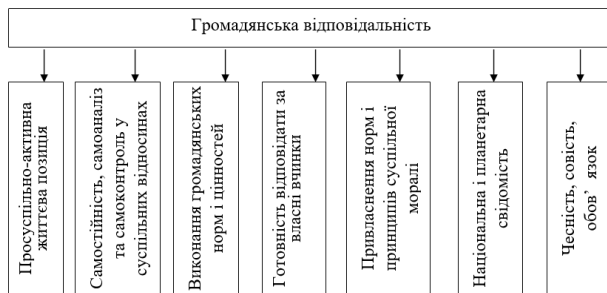 Громадянська відповідальність
Просуспільно-активна
життєва позиція
Самостійність, самоаналіз
та самоконтроль у
суспільних відносинах
Виконання громадянських
норм і цінностей
Готовність відповідати за
власні вчинки
Привласнення норм і
принципів суспільної
моралі
Національна і планетарна
свідомість
Чесність, совість,
обов’ язок